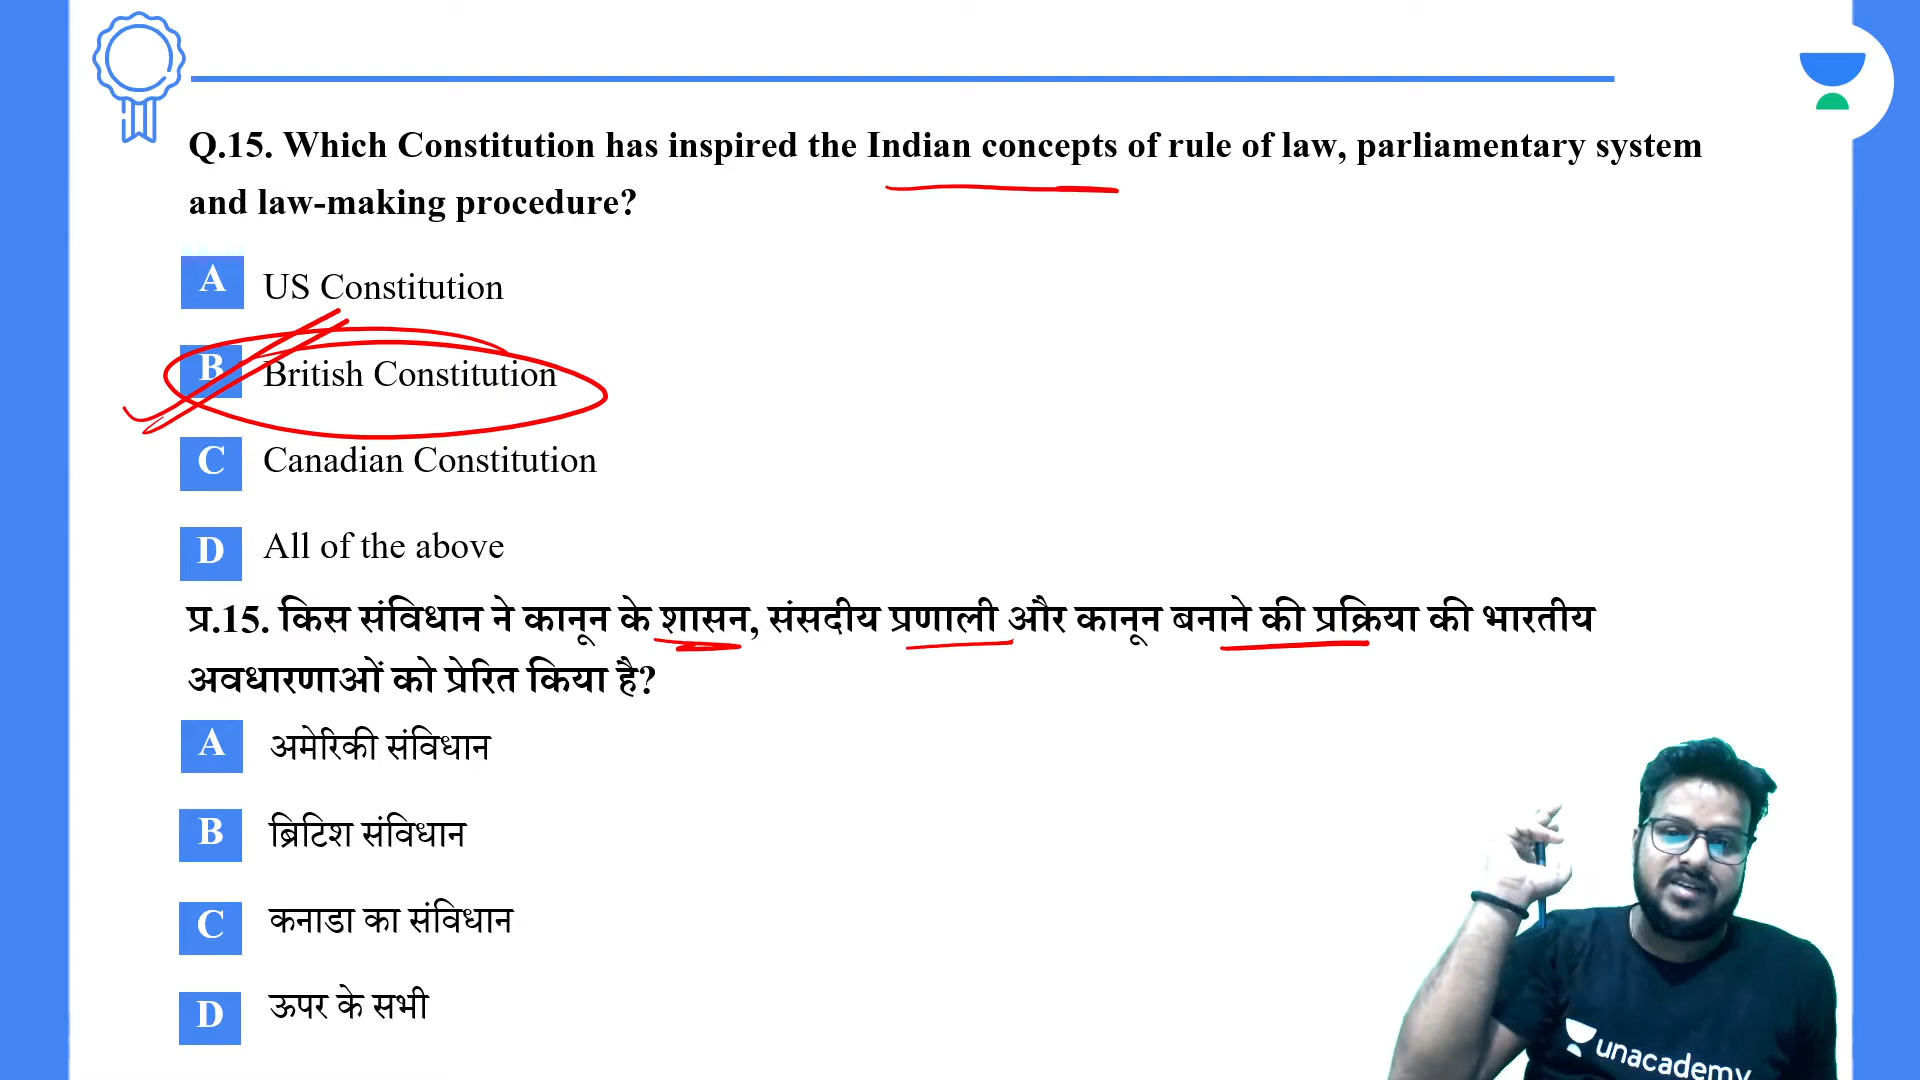 Q.15. Which Constitution has inspired the Indian concepts of rule of law, parliamentary system
and law-making procedure?
A US Constitution
B British Constitution
C Canadian Constitution
D All of the above
प्र.15. किस संविधान ने कानून के शासन, संसदीय प्रणाली और कानून बनाने की प्रक्रिया की भारतीय
अवधारणाओं को प्रेरित किया है?
A अमेरिकी संविधान
B ब्रिटिश संविधान
C कनाडा का संविधान
D ऊपर के सभी
unacademy